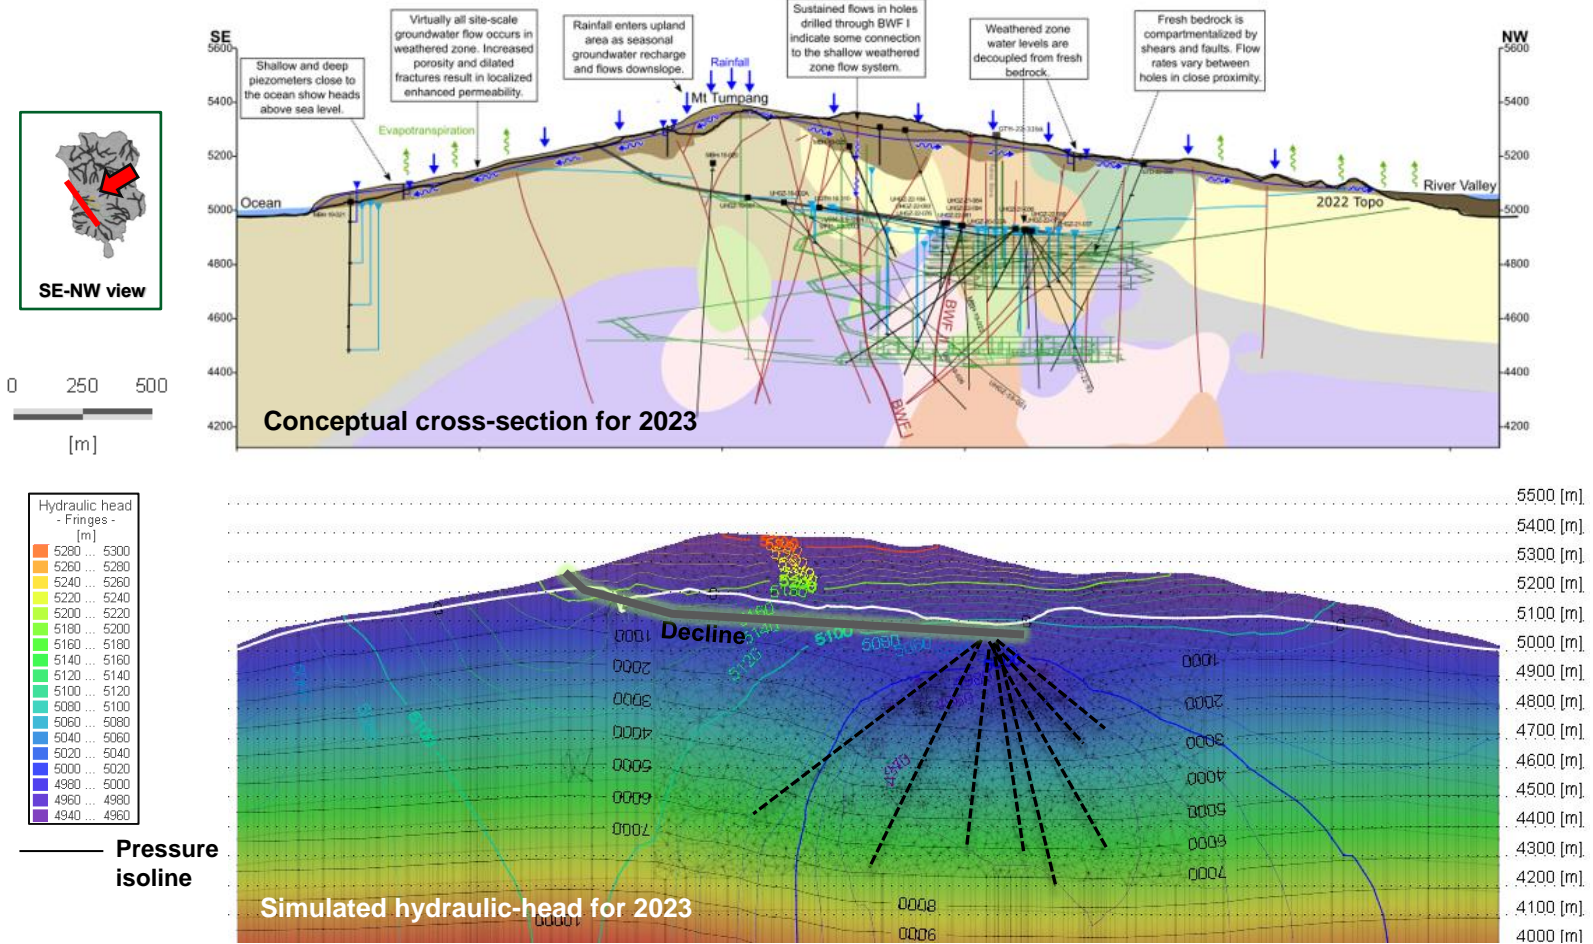 Shallow and deep
piezometers close to
the ocean show heads
above sea level.
Virtually all site-scale
groundwater flow occurs in
weathered zone. Increased
porosity and dilated
fractures result in localized
enhanced permeability.
Rainfall enters upland
area as seasonal
groundwater recharge
and flows downslope.
Sustained flows in holes
drilled through BWF I
indicate some connection
to the shallow weathered
zone flow system.
Weathered zone
water levels are
decoupled from fresh
bedrock.
Fresh bedrock is
compartmentalized by
shears and faults. Flow
rates vary between
holes in close proximity.
SE
NW
5600
5400
5200
5000
4800
4600
4400
4200
5600
5400
5200
5000
4800
4600
4400
4200
Rainfall
Mt Tumpang
Evapotranspiration
Ocean
River Valley
2022 Topo
BWF II
BWF I
Conceptual cross-section for 2023
SE-NW view
0 250 500
[m]
Hydraulic head
- Fringes -
[m]
5280 ... 5300
5260 ... 5280
5240 ... 5260
5220 ... 5240
5200 ... 5220
5180 ... 5200
5160 ... 5180
5140 ... 5160
5120 ... 5140
5100 ... 5120
5080 ... 5100
5060 ... 5080
5040 ... 5060
5020 ... 5040
5000 ... 5020
4980 ... 5000
4960 ... 4980
4940 ... 4960
Pressure
isoline
5500 [m]
5400 [m]
5300 [m]
5200 [m]
5100 [m]
5000 [m]
4900 [m]
4800 [m]
4700 [m]
4600 [m]
4500 [m]
4400 [m]
4300 [m]
4200 [m]
4100 [m]
4000 [m]
Decline
5140
5120
5100
1000
2000
3000
4000
5000
6000
7000
10000
1000
2000
3000
4000
5000
6000
7000
8000
9000
Simulated hydraulic-head for 2023